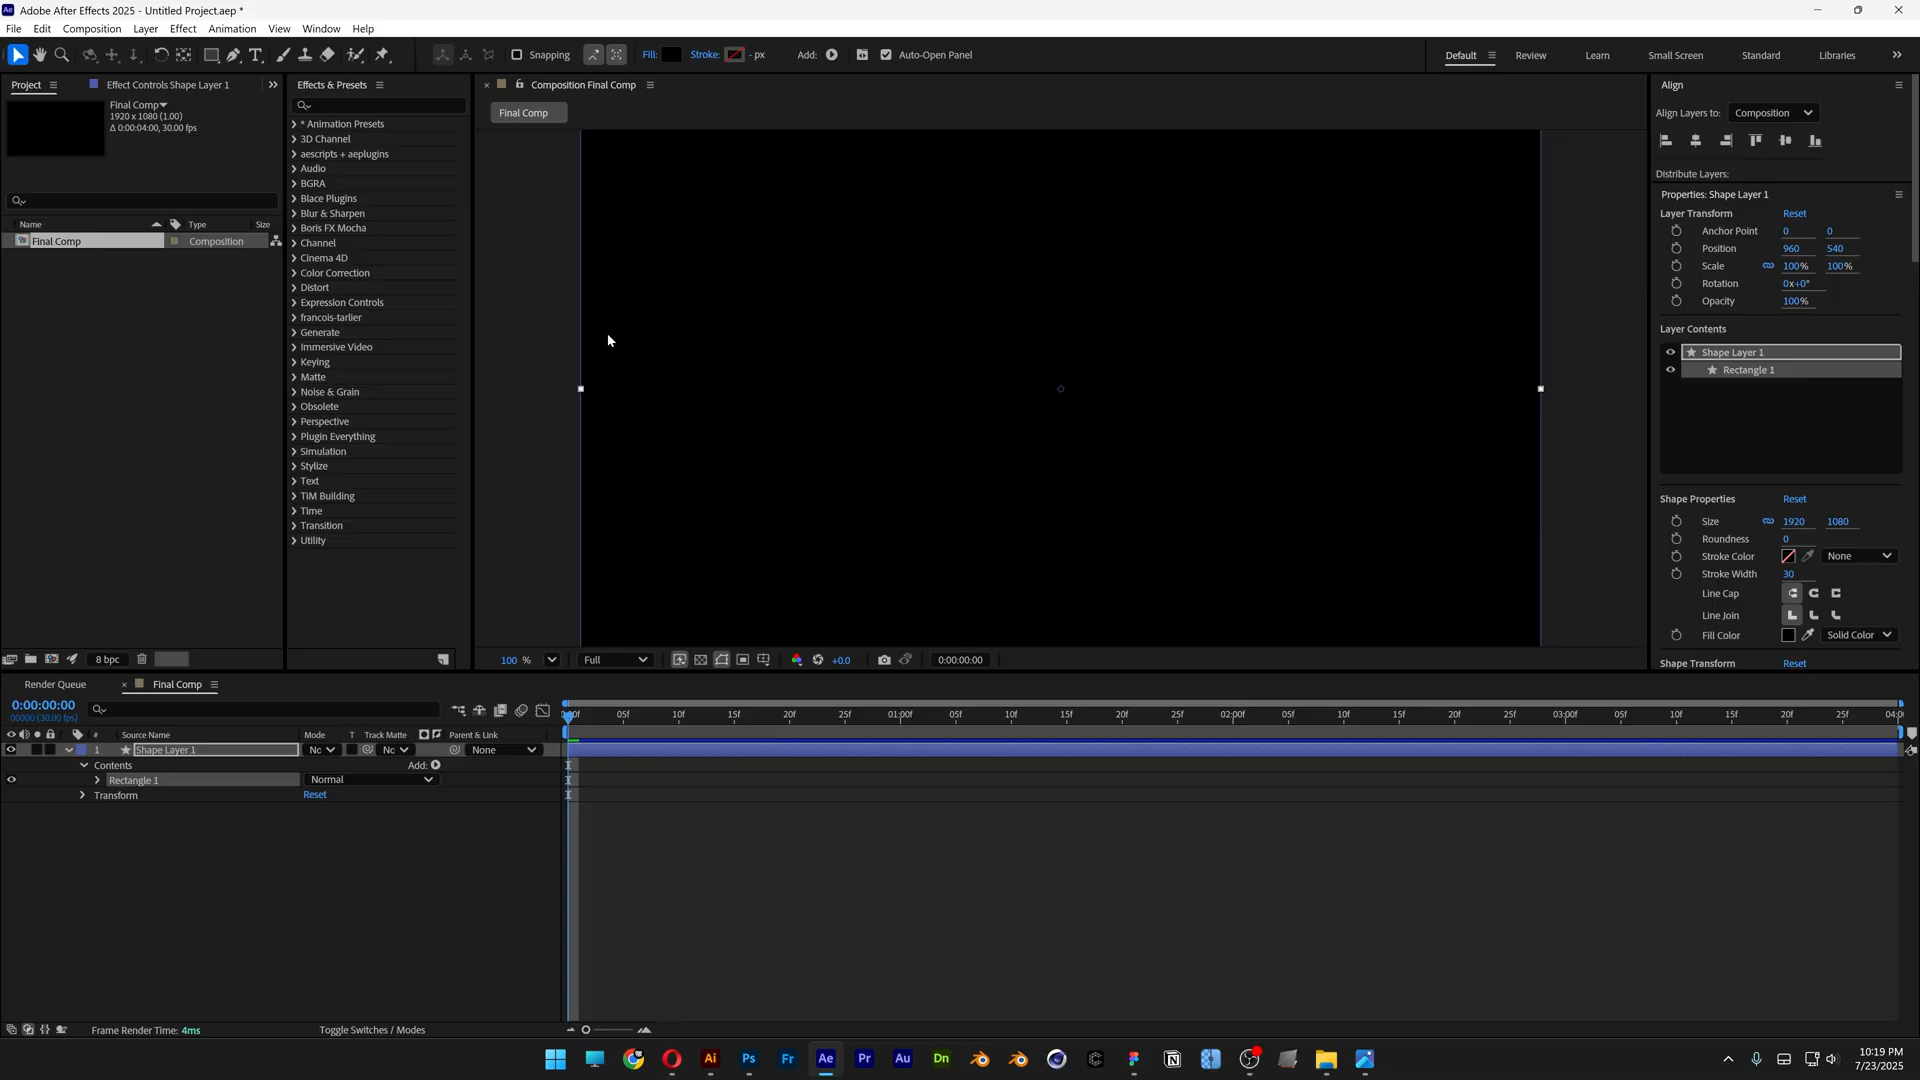 Adobe After Effects 2025 - Untitled Project.aep *
File Edit Composition Layer Effect Animation View Window Help
Snapping Fill: Stroke: - px Add: Auto-Open Panel Default Review Learn Small Screen Standard Libraries
Project Effect Controls Shape Layer 1
Final Comp
1920 x 1080 (1.00)
Δ 0:00:04:00, 30.00 fps
Name Type Size
Final Comp Composition
8 bpc
Effects & Presets
* Animation Presets
3D Channel
aescripts + aeplugins
Audio
BGRA
Blace Plugins
Blur & Sharpen
Boris FX Mocha
Channel
Cinema 4D
Color Correction
Distort
Expression Controls
francois-tarlier
Generate
Immersive Video
Keying
Matte
Noise & Grain
Obsolete
Perspective
Plugin Everything
Simulation
Stylize
Text
TiM Building
Time
Transition
Utility
Composition Final Comp
Final Comp
100 % Full +0.0 0:00:00:00
Align
Align Layers to: Composition
Distribute Layers:
Properties: Shape Layer 1
Layer Transform Reset
Anchor Point 0 0
Position 960 540
Scale 100% 100%
Rotation 0x+0°
Opacity 100%
Layer Contents
Shape Layer 1
Rectangle 1
Shape Properties Reset
Size 1920 1080
Roundness 0
Stroke Color None
Stroke Width 30
Line Cap
Line Join
Fill Color Solid Color
Shape Transform Reset
Render Queue Final Comp
0:00:00:00
00000 (30.00 fps)
05f 10f 15f 20f 25f 01:00f 05f 10f 15f 20f 25f 02:00f 05f 10f 15f 20f 25f 03:00f 05f 10f 15f 20f 25f
# Source Name Mode T Track Matte Parent & Link
1 Shape Layer 1 None
Contents Add:
Rectangle 1 Normal
Transform Reset
Frame Render Time: 4ms Toggle Switches / Modes
Ai Ps Fr Ae Pr Au Dn
10:19 PM
7/23/2025